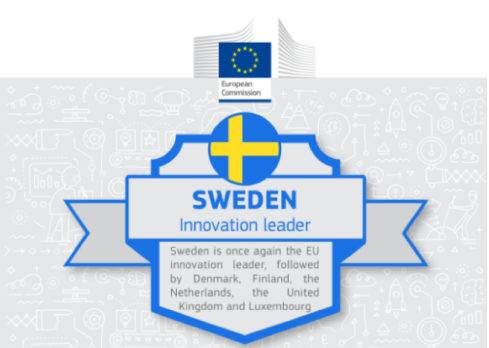 European
Commission
SWEDEN
Innovation leader
Sweden is once again the EU
innovation leader, followed
by Denmark, Finland, the
Netherlands, the United
Kingdom and Luxembourg